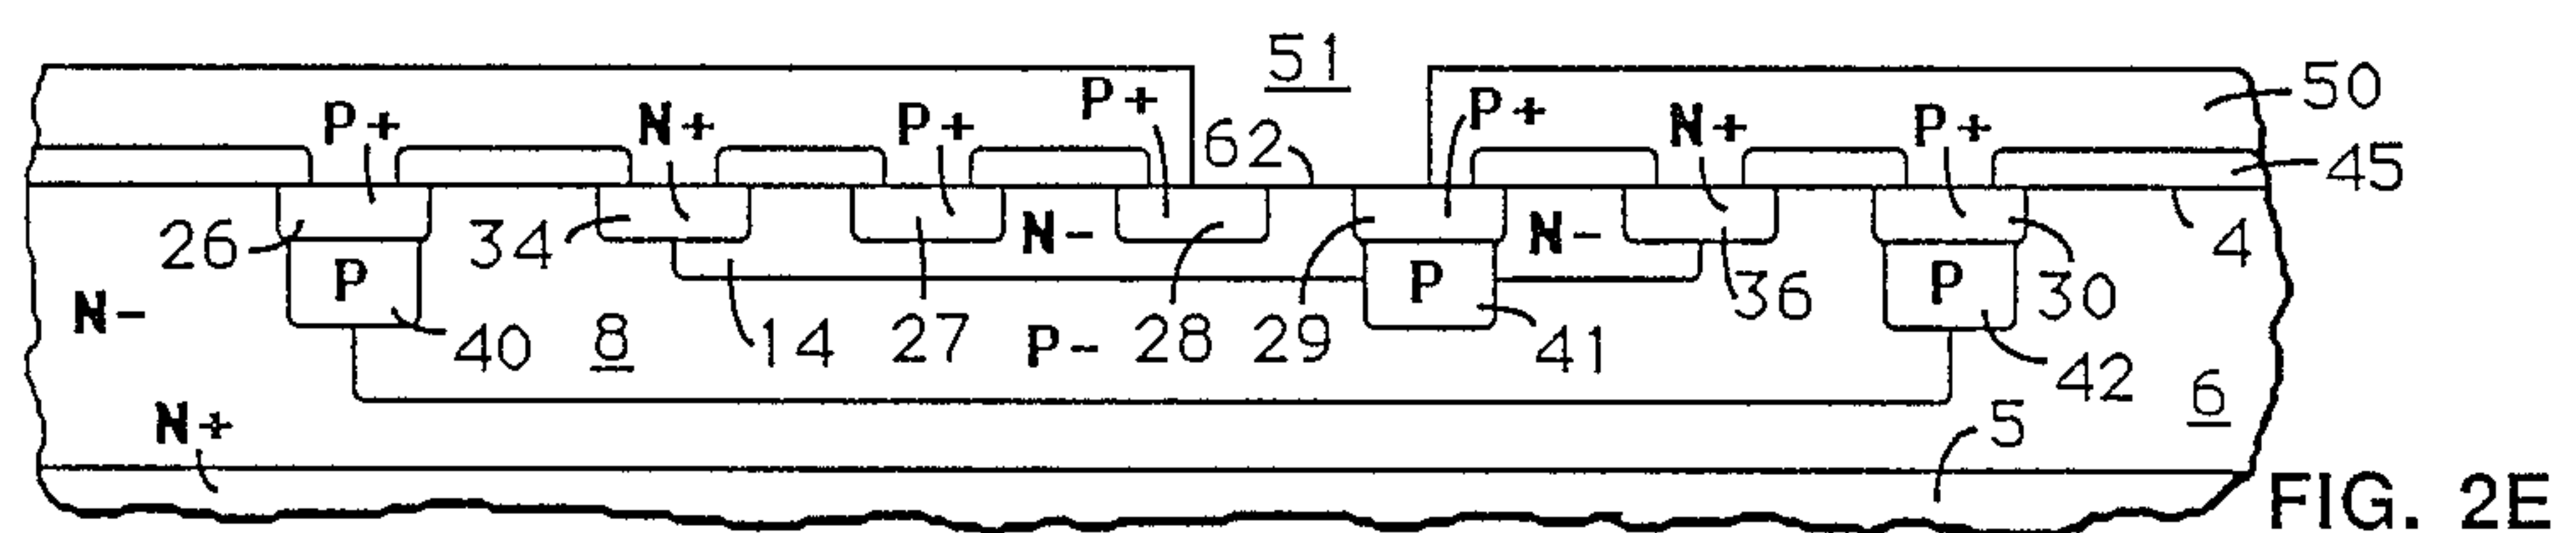 51
50
P+ N+ P+ P+ P+ N+ P+
62
45
26 34 N- 29 N- 36 30 4
P P P
N- 40 8 14 27 P- 28 41 42
6
N+ 5
FIG. 2E